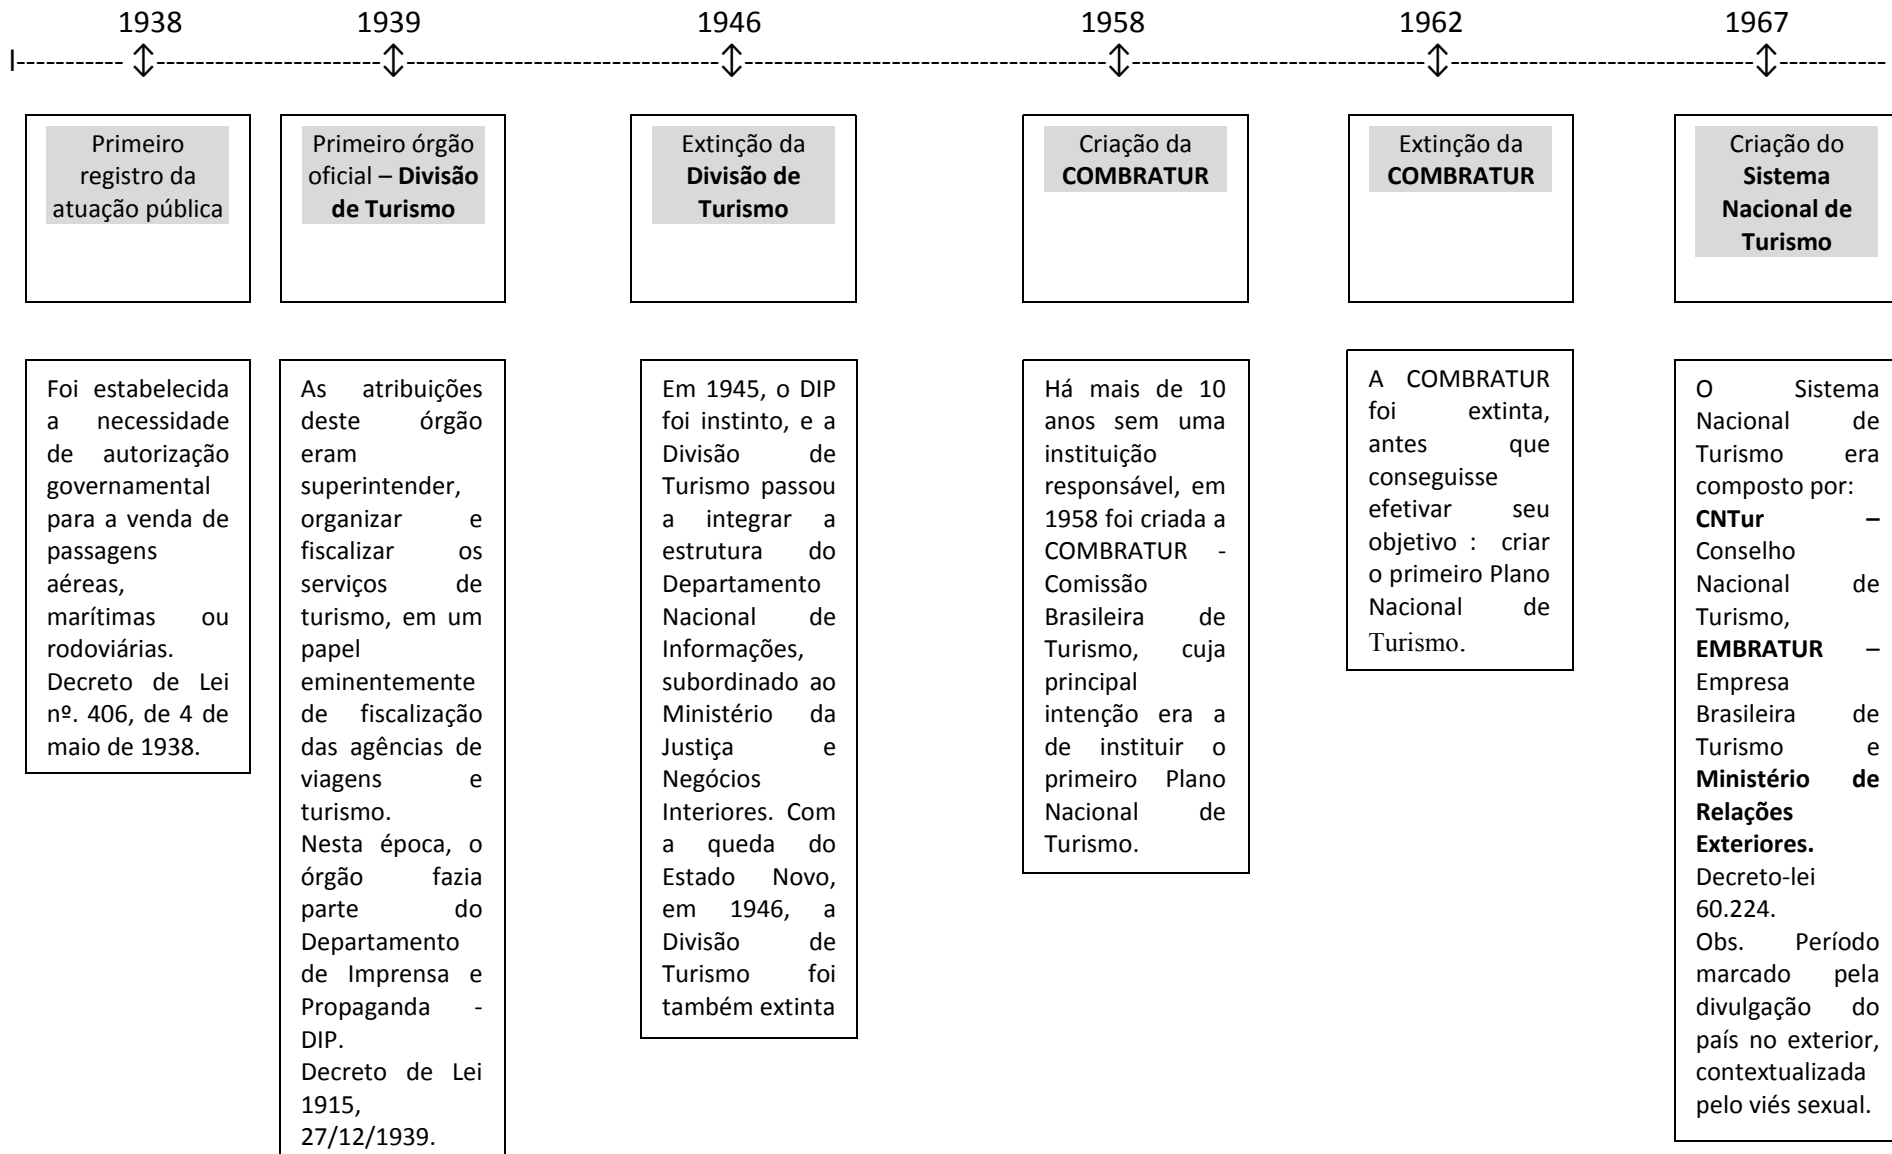 1938
1939
1946
1958
1962
1967
Primeiro
registro da
atuação pública
Primeiro órgão
oficial – Divisão
de Turismo
Extinção da
Divisão de
Turismo
Criação da
COMBRATUR
Extinção da
COMBRATUR
Criação do
Sistema
Nacional de
Turismo
Foi estabelecida
a necessidade
de autorização
governamental
para a venda de
passagens
aéreas,
marítimas ou
rodoviárias.
Decreto de Lei
nº. 406, de 4 de
maio de 1938.
As atribuições
deste órgão
eram
superintender,
organizar e
fiscalizar os
serviços de
turismo, em um
papel
eminentemente
de fiscalização
das agências de
viagens e
turismo.
Nesta época, o
órgão fazia
parte do
Departamento
de Imprensa e
Propaganda -
DIP.
Decreto de Lei
1915,
27/12/1939.
Em 1945, o DIP
foi instinto, e a
Divisão de
Turismo passou
a integrar a
estrutura do
Departamento
Nacional de
Informações,
subordinado ao
Ministério da
Justiça e
Negócios
Interiores. Com
a queda do
Estado Novo,
em 1946, a
Divisão de
Turismo foi
também extinta
Há mais de 10
anos sem uma
instituição
responsável, em
1958 foi criada a
COMBRATUR -
Comissão
Brasileira de
Turismo, cuja
principal
intenção era a
de instituir o
primeiro Plano
Nacional de
Turismo.
A COMBRATUR
foi extinta,
antes que
conseguisse
efetivar seu
objetivo : criar
o primeiro Plano
Nacional de
Turismo.
O Sistema
Nacional de
Turismo era
composto por:
CNTur –
Conselho
Nacional de
Turismo,
EMBRATUR –
Empresa
Brasileira de
Turismo e
Ministério de
Relações
Exteriores.
Decreto-lei
60.224.
Obs. Período
marcado pela
divulgação do
país no exterior,
contextualizada
pelo viés sexual.